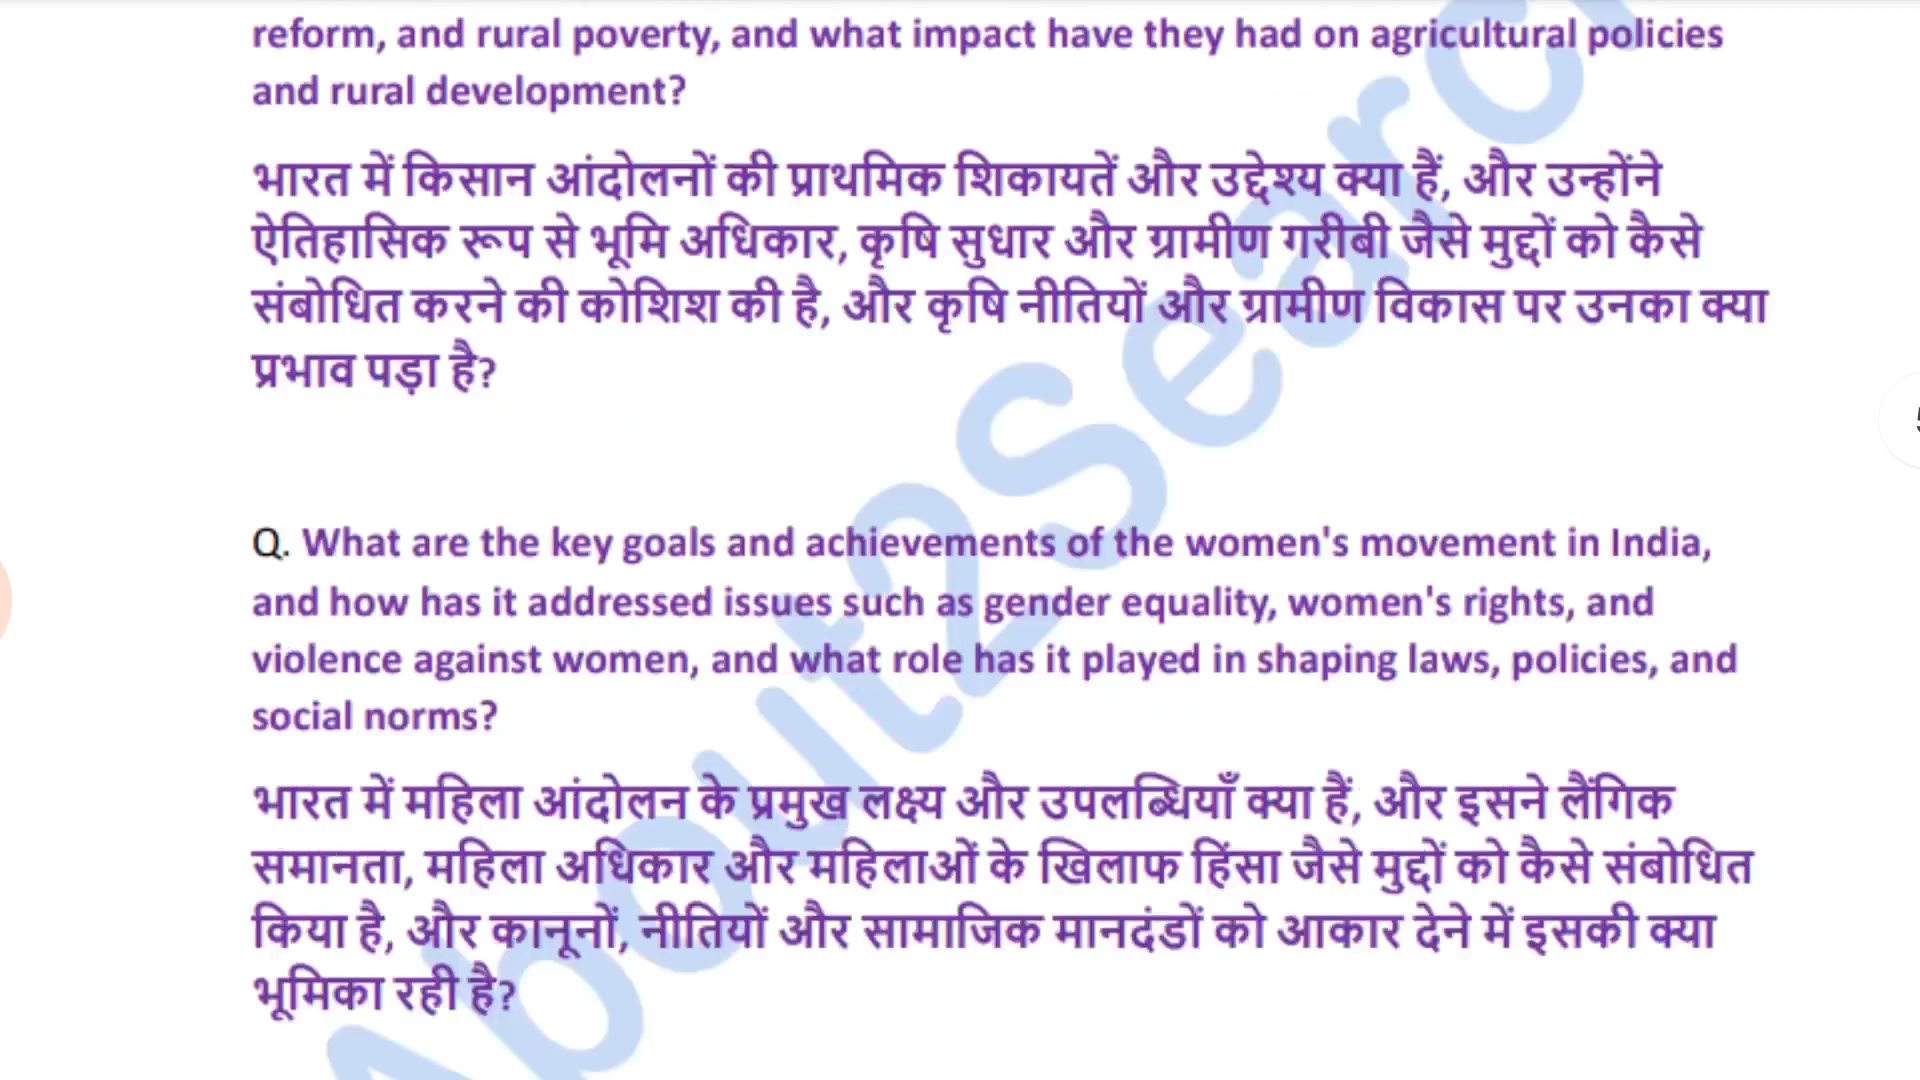 reform, and rural poverty, and what impact have they had on agricultural policies
and rural development?
भारत में किसान आंदोलनों की प्राथमिक शिकायतें और उद्देश्य क्या हैं, और उन्होंने
ऐतिहासिक रूप से भूमि अधिकार, कृषि सुधार और ग्रामीण गरीबी जैसे मुद्दों को कैसे
संबोधित करने की कोशिश की है, और कृषि नीतियों और ग्रामीण विकास पर उनका क्या
प्रभाव पड़ा है?
Q. What are the key goals and achievements of the women's movement in India,
and how has it addressed issues such as gender equality, women's rights, and
violence against women, and what role has it played in shaping laws, policies, and
social norms?
भारत में महिला आंदोलन के प्रमुख लक्ष्य और उपलब्धियाँ क्या हैं, और इसने लैंगिक
समानता, महिला अधिकार और महिलाओं के खिलाफ हिंसा जैसे मुद्दों को कैसे संबोधित
किया है, और कानूनों, नीतियों और सामाजिक मानदंडों को आकार देने में इसकी क्या
भूमिका रही है?
About2Search